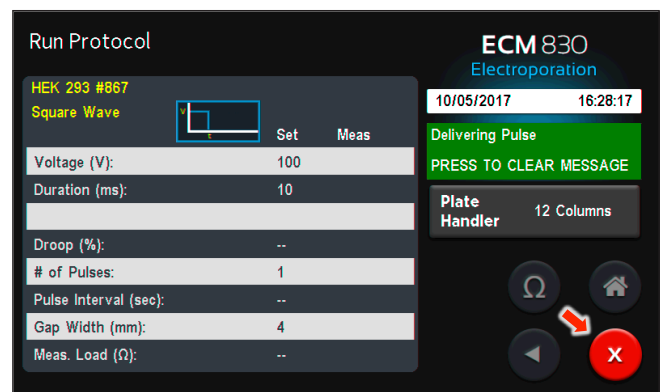 Run Protocol
ECM 830
Electroporation
HEK 293 #867
Square Wave
V
t
Set Meas
10/05/2017 16:28:17
Delivering Pulse
PRESS TO CLEAR MESSAGE
Voltage (V): 100
Duration (ms): 10
Plate Handler 12 Columns
Droop (%): --
# of Pulses: 1
Pulse Interval (sec): --
Gap Width (mm): 4
Meas. Load (Ω): --
Ω
X